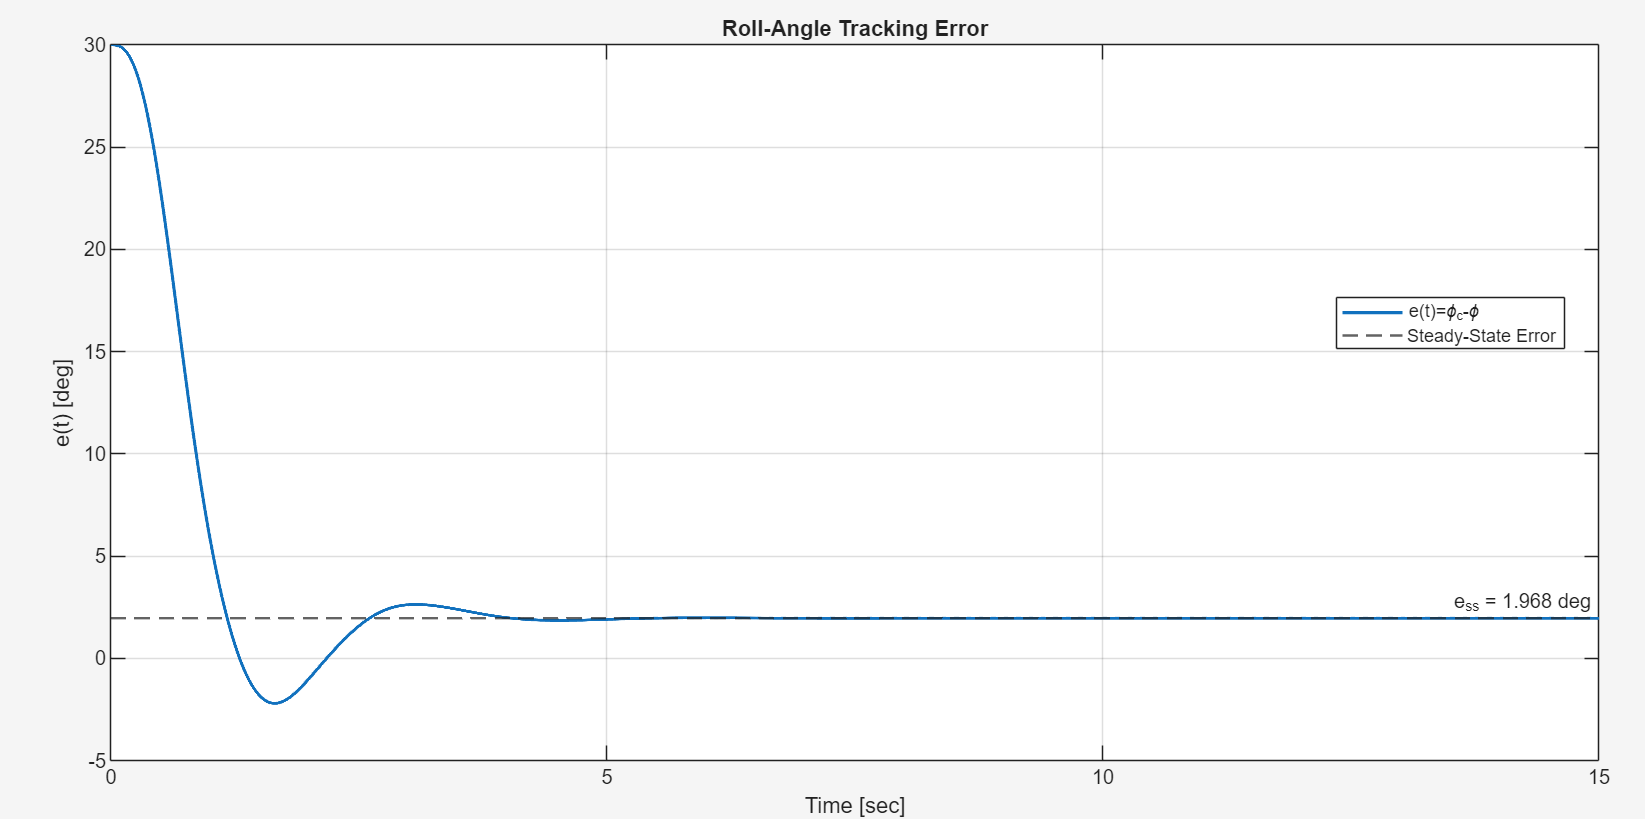 Roll-Angle Tracking Error
30
25
20
15
10
5
0
-5
e(t) [deg]
e(t)=ϕc-ϕ
Steady-State Error
ess = 1.968 deg
0 5 10 15
Time [sec]